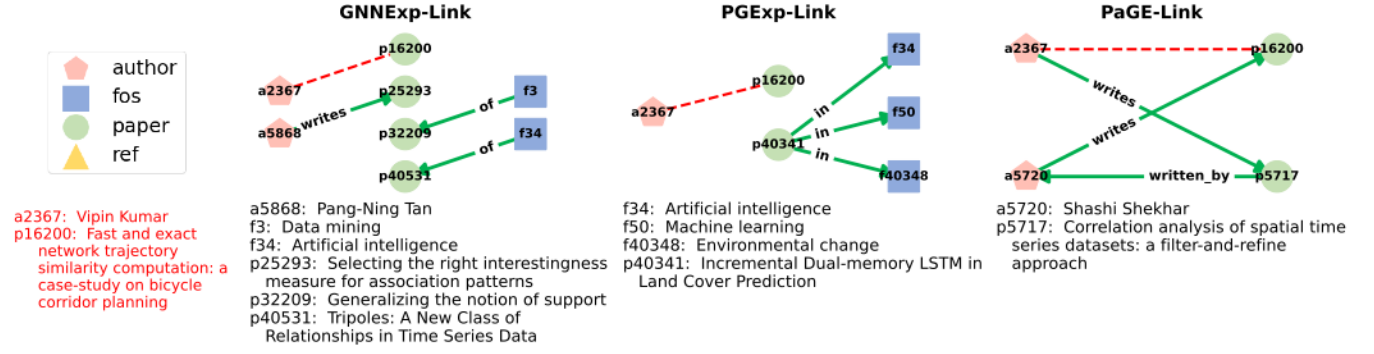 GNNExp-Link
PGExp-Link
PaGE-Link
author
fos
paper
ref
a2367: Vipin Kumar
p16200: Fast and exact
network trajectory
similarity computation: a
case-study on bicycle
corridor planning
p16200
a2367
p25293
f3
writes
of
a5868
p32209
f34
of
p40531
a5868: Pang-Ning Tan
f3: Data mining
f34: Artificial intelligence
p25293: Selecting the right interestingness
measure for association patterns
p32209: Generalizing the notion of support
p40531: Tripoles: A New Class of
Relationships in Time Series Data
f34
p16200
a2367
in
f50
in
p40341
in
f40348
f34: Artificial intelligence
f50: Machine learning
f40348: Environmental change
p40341: Incremental Dual-memory LSTM in
Land Cover Prediction
a2367
p16200
writes
writes
a5720
written_by
p5717
a5720: Shashi Shekhar
p5717: Correlation analysis of spatial time
series datasets: a filter-and-refine
approach